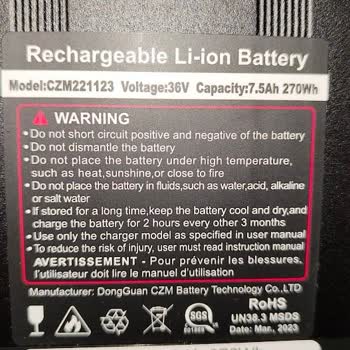 Rechargeable Li-ion Battery
Model:CZM221123 Voltage:36V Capacity:7.5Ah 270Wh
WARNING
•Do not short circuit positive and negative of the battery
•Do not dismantle the battery
•Do not place the battery under high temperature,
such as heat,sunshine,or close to fire
•Do not place the battery in fluids,such as water,acid, alkaline
or salt water
•If stored for a long time,keep the battery cool and dry,and
charge the battery for 2 hours every other 3 months
•Use only the charger model as specified in user manual
•To reduce the risk of injury, user must read instruction manual
AVERTISSEMENT - Pour prévenir les blessures,
l'utilisateur doit lire le manuel d'utilisation
Manufacturer: DongGuan CZM Battery Technology Co.,LTD
SGS
RoHS
UN38.3 MSDS
Date: Mar., 2023